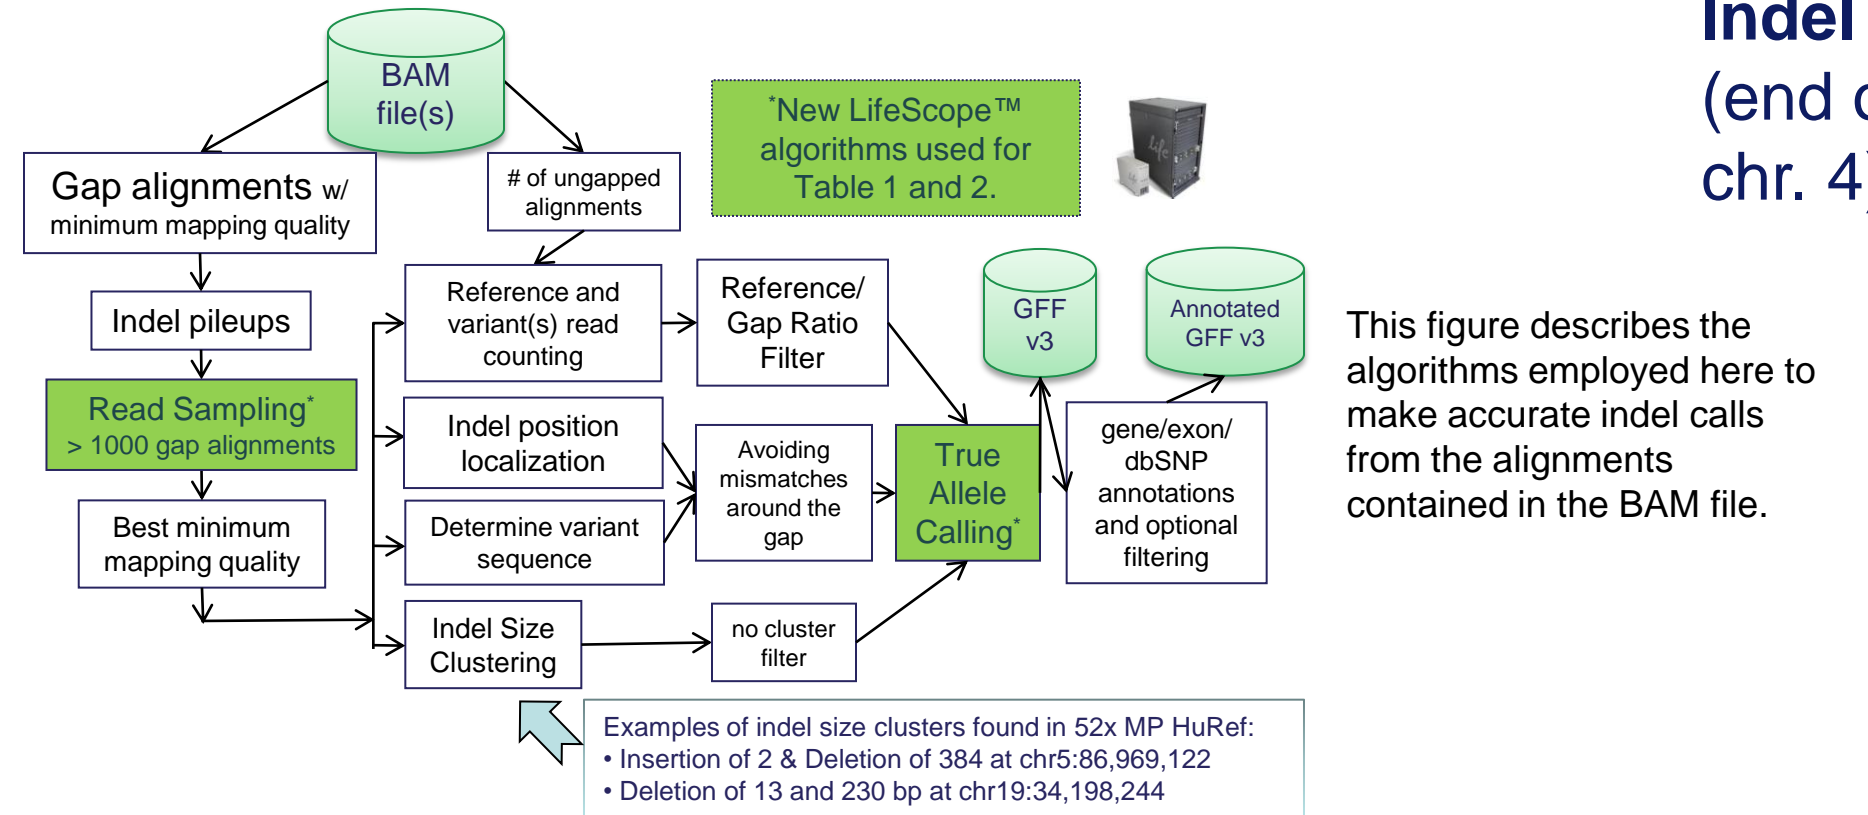 BAM
file(s)
*New LifeScope™
algorithms used for
Table 1 and 2.
Life
Indel
(end
chr. 4)
Gap alignments w/
minimum mapping quality
# of ungapped
alignments
Indel pileups
Reference and
variant(s) read
counting
Reference/
Gap Ratio
Filter
GFF
v3
Annotated
GFF v3
This figure describes the
algorithms employed here to
make accurate indel calls
from the alignments
contained in the BAM file.
Read Sampling*
> 1000 gap alignments
Indel position
localization
Avoiding
mismatches
around the
gap
True
Allele
Calling*
gene/exon/
dbSNP
annotations
and optional
filtering
Best minimum
mapping quality
Determine variant
sequence
Indel Size
Clustering
no cluster
filter
Examples of indel size clusters found in 52x MP HuRef:
• Insertion of 2 & Deletion of 384 at chr5:86,969,122
• Deletion of 13 and 230 bp at chr19:34,198,244